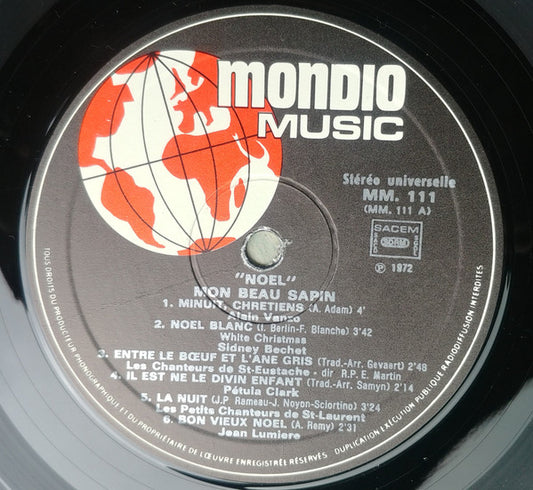 MONDIO
MUSIC
Stéréo universelle
MM. 111
(MM. 111 A)
SACEM
SDRM
℗ 1972
"NOEL"
MON BEAU SAPIN
1. MINUIT, CHRETIENS (A. Adam) 4'
Alain Vanzo
2. NOEL BLANC (I. Berlin-F. Blanche) 3'42
White Christmas
Sidney Bechet
3. ENTRE LE BŒUF ET L'ANE GRIS (Trad.-Arr. Gevaert) 2'48
Les Chanteurs de St-Eustache - dir R.P.E. Martin
4. IL EST NE LE DIVIN ENFANT (Trad.-Arr. Samyn) 2'14
Pétula Clark
5. LA NUIT (J.P Rameau-J. Noyon-Sciortino) 3'24
Les Petits Chanteurs de St-Laurent
6. BON VIEUX NOEL (A. Remy) 2'31
Jean Lumiere
TOUS DROITS DU PRODUCTEUR PHONOGRAPHIQUE ET DU PROPRIETAIRE DE L'ŒUVRE ENREGISTRÉE RÉSERVÉS. DUPLICATION EXÉCUTION PUBLIQUE RADIODIFFUSION INTERDITES